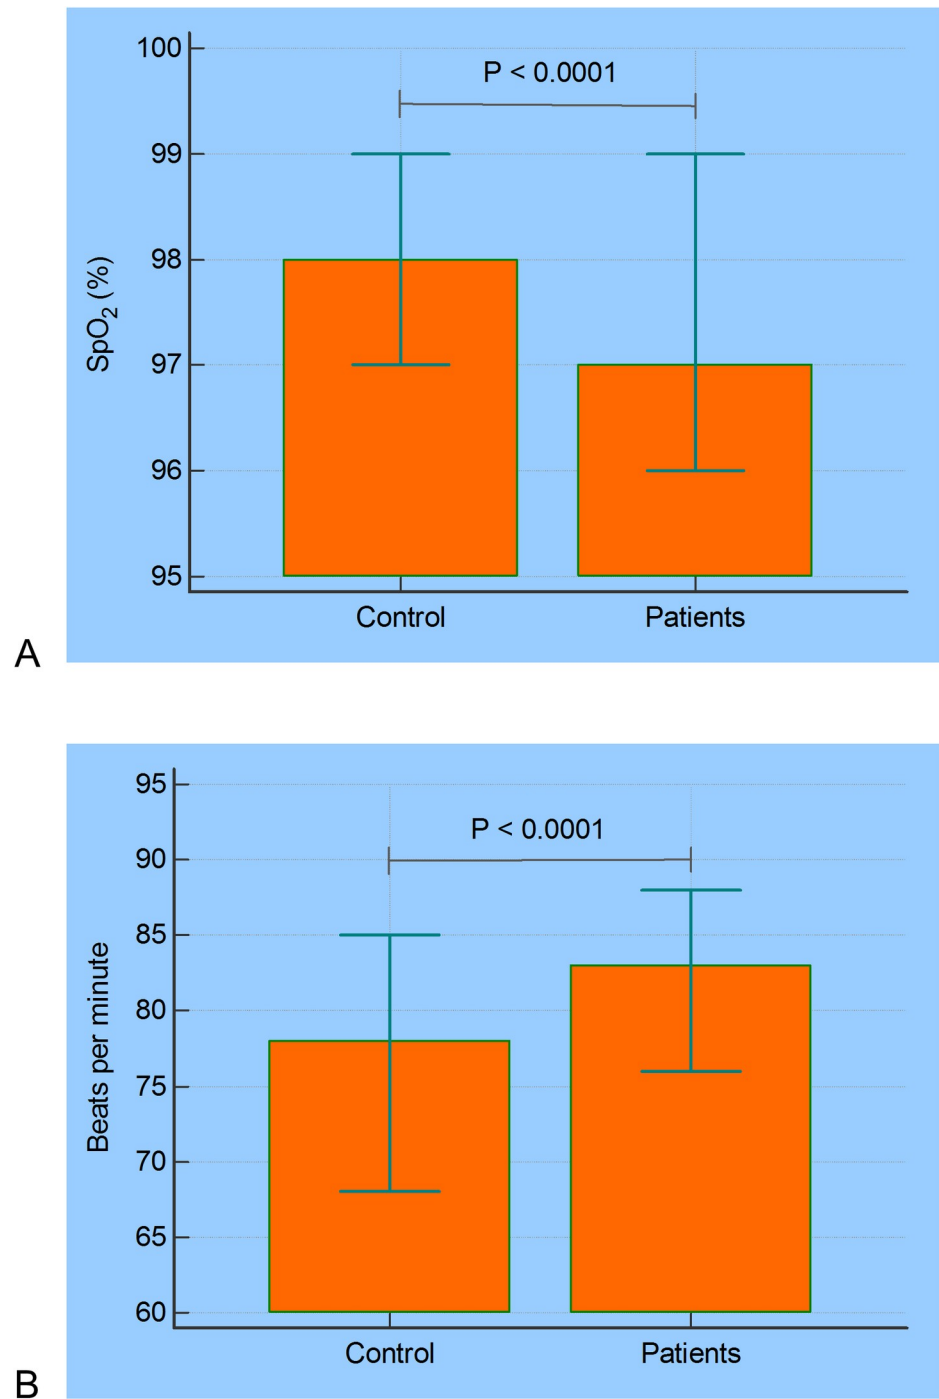 P < 0.0001
100
99
98
97
96
95
SpO₂ (%)
Control Patients
A
P < 0.0001
95
90
85
80
75
70
65
60
Beats per minute
Control Patients
B